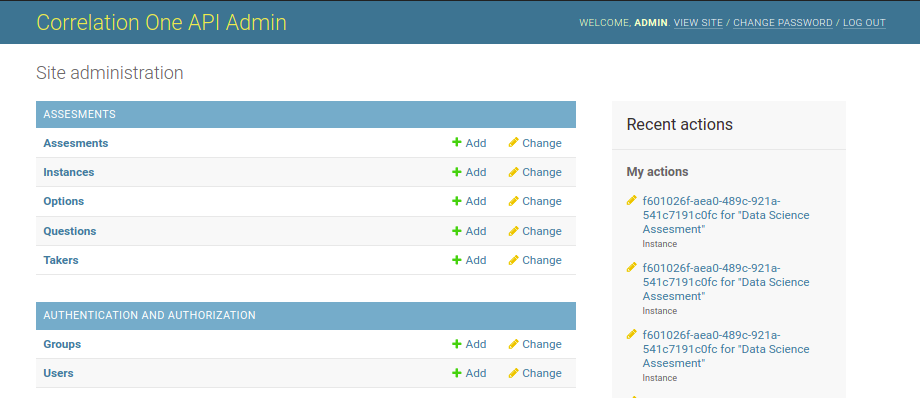 Correlation One API Admin
WELCOME, ADMIN. VIEW SITE / CHANGE PASSWORD / LOG OUT
Site administration
ASSESMENTS
Assesments Add Change
Instances Add Change
Options Add Change
Questions Add Change
Takers Add Change
AUTHENTICATION AND AUTHORIZATION
Groups Add Change
Users Add Change
Recent actions
My actions
f601026f-aea0-489c-921a-
541c7191c0fc for "Data Science
Assesment"
Instance
f601026f-aea0-489c-921a-
541c7191c0fc for "Data Science
Assesment"
Instance
f601026f-aea0-489c-921a-
541c7191c0fc for "Data Science
Assesment"
Instance